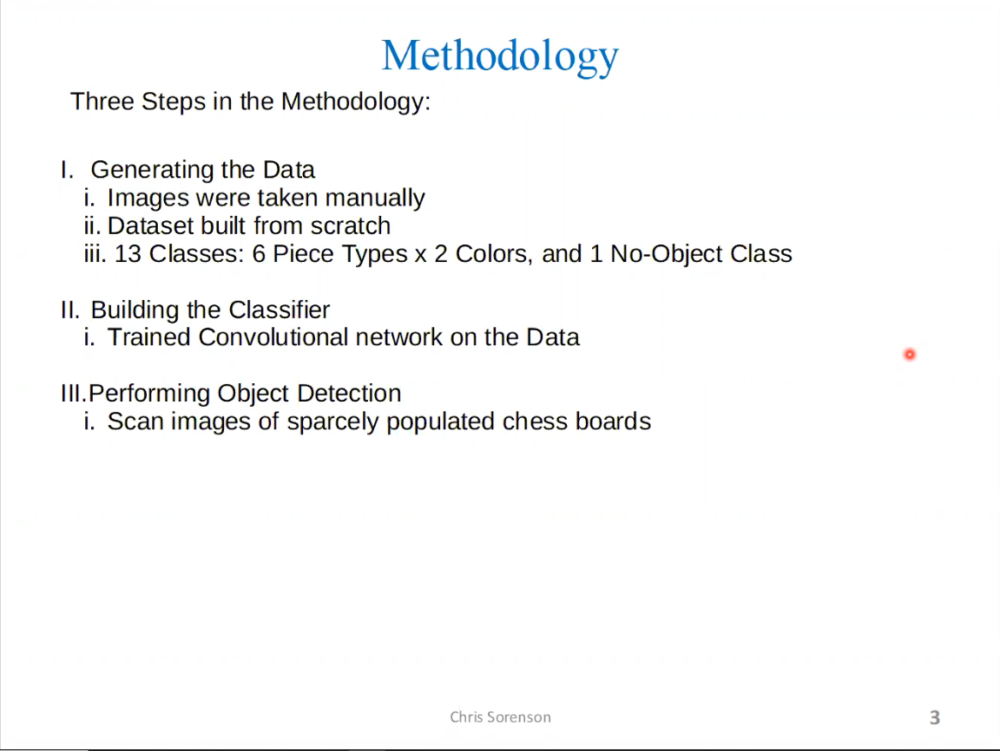 Methodology
Three Steps in the Methodology:
I. Generating the Data
i. Images were taken manually
ii. Dataset built from scratch
iii. 13 Classes: 6 Piece Types x 2 Colors, and 1 No-Object Class
II. Building the Classifier
i. Trained Convolutional network on the Data
III.Performing Object Detection
i. Scan images of sparcely populated chess boards
Chris Sorenson
3